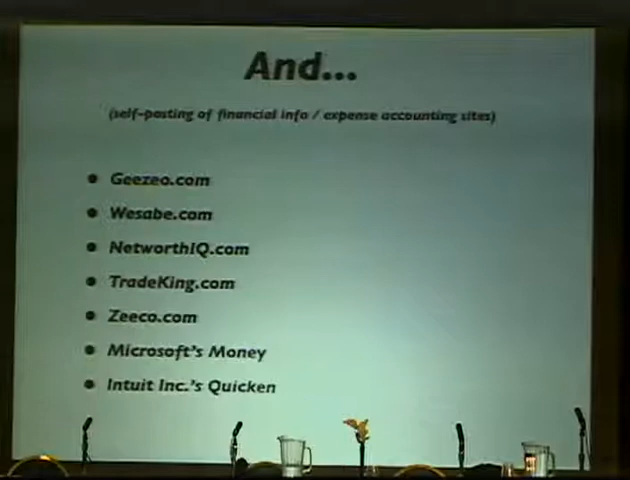 And...
(self-posting of financial info / expense accounting sites)
• Geezeo.com
• Wesabe.com
• NetworthIQ.com
• TradeKing.com
• Zeeco.com
• Microsoft's Money
• Intuit Inc.'s Quicken